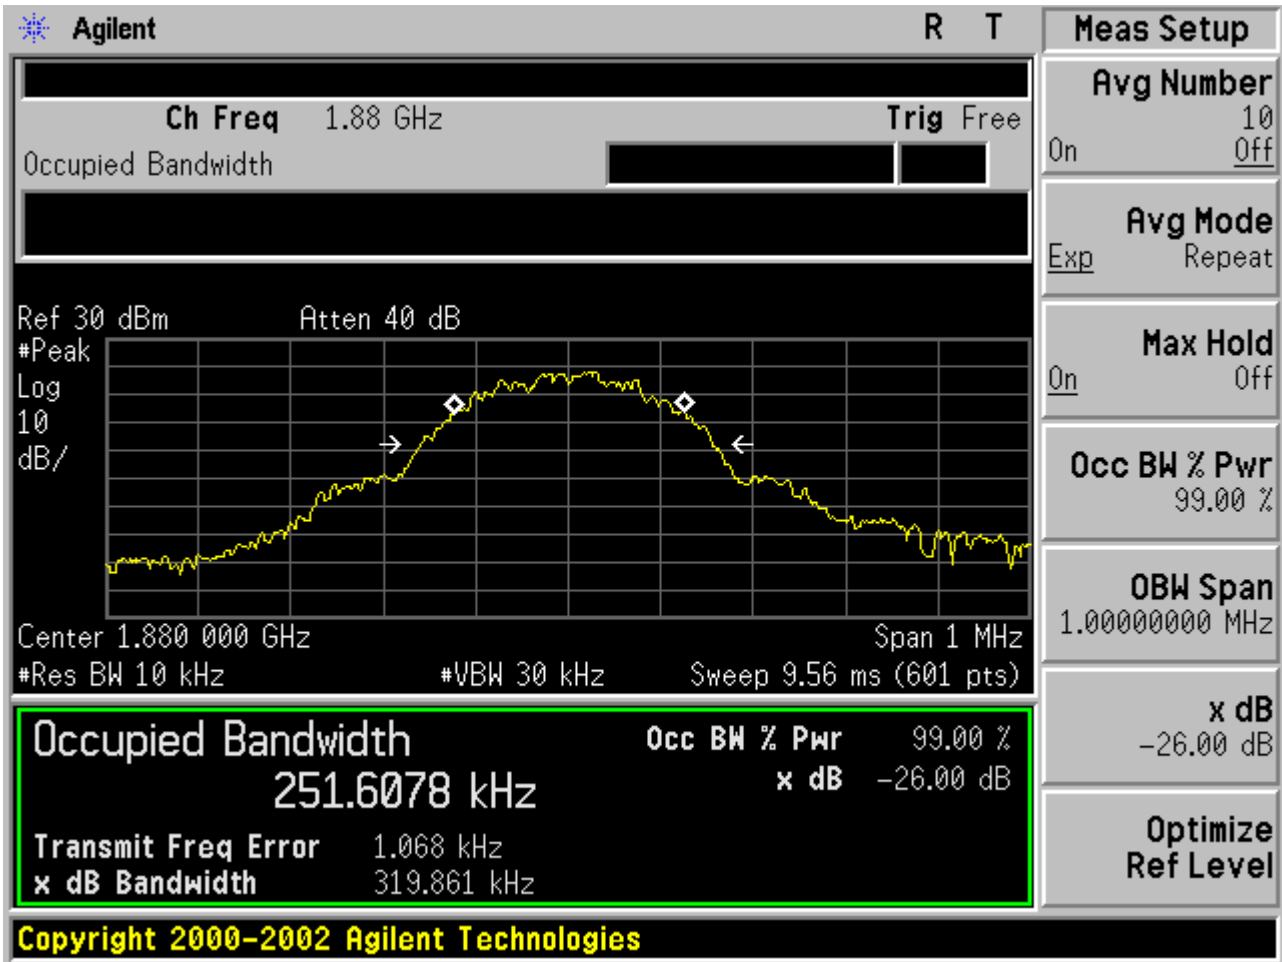 Agilent R T
Ch Freq 1.88 GHz Trig Free
Occupied Bandwidth
Ref 30 dBm Atten 40 dB
#Peak
Log
10
dB/
Center 1.880 000 GHz Span 1 MHz
#Res BW 10 kHz #VBW 30 kHz Sweep 9.56 ms (601 pts)
Occupied Bandwidth
251.6078 kHz
Occ BW % Pwr 99.00 %
x dB -26.00 dB
Transmit Freq Error 1.068 kHz
x dB Bandwidth 319.861 kHz
Copyright 2000-2002 Agilent Technologies
Meas Setup
Avg Number
10
On Off
Avg Mode
Exp Repeat
Max Hold
On Off
Occ BW % Pwr
99.00 %
OBW Span
1.00000000 MHz
x dB
-26.00 dB
Optimize
Ref Level